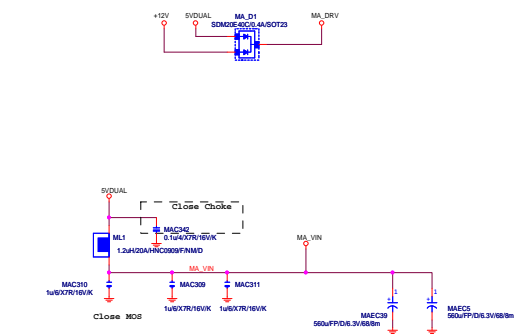 +12V 5VDUAL MA_D1 MA_DRV
SDM20E40C/0.4A/SOT23
5VDUAL
Close Choke
MAC342
0.1u/4/X7R/16V/K
ML1
1.2uH/20A/HNC0909/F/NM/D
MA_VIN
MA_VIN
MAC310
1u/6/X7R/16V/K
MAC309
1u/6/X7R/16V/K
MAC311
1u/6/X7R/16V/K
Close MOS
1
MAEC39
560u/FP/D/6.3V/68/8m
1
MAEC5
560u/FP/D/6.3V/68/8m